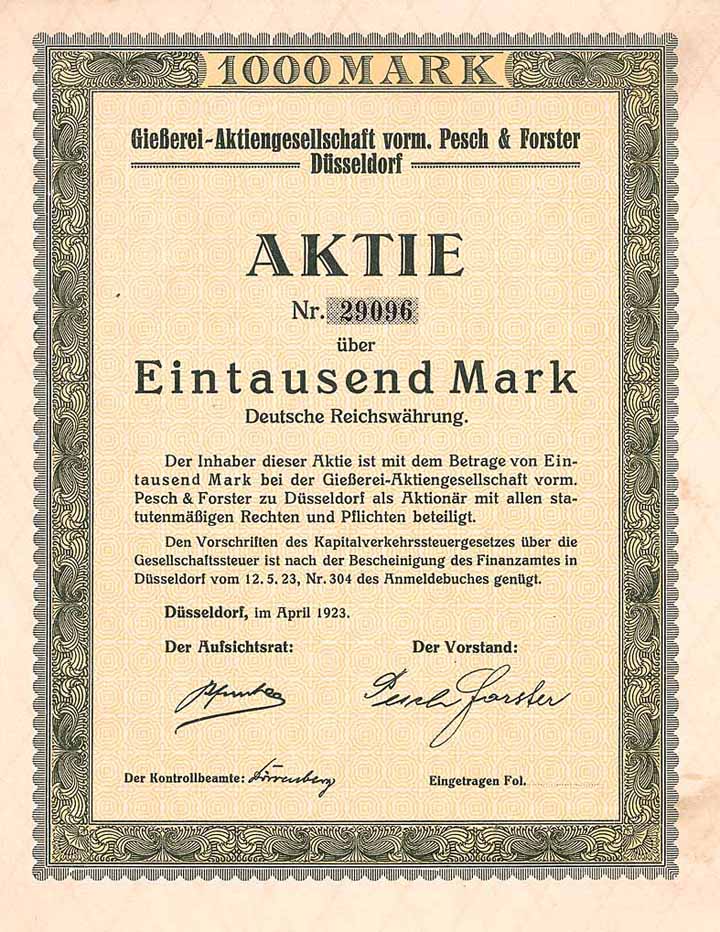 1000 MARK
Gießerei-Aktiengesellschaft vorm. Pesch & Forster
Düsseldorf
AKTIE
Nr. 29096
über
Eintausend Mark
Deutsche Reichswährung.
Der Inhaber dieser Aktie ist mit dem Betrage von Ein-
tausend Mark bei der Gießerei-Aktiengesellschaft vorm.
Pesch & Forster zu Düsseldorf als Aktionär mit allen sta-
tutenmäßigen Rechten und Pflichten beteiligt.
Den Vorschriften des Kapitalverkehrssteuergesetzes über die
Gesellschaftssteuer ist nach der Bescheinigung des Finanzamtes in
Düsseldorf vom 12. 5. 23, Nr. 304 des Anmeldebuches genügt.
Düsseldorf, im April 1923.
Der Aufsichtsrat: Der Vorstand:
Pesch Forster
Der Kontrollbeamte: Eingetragen Fol.